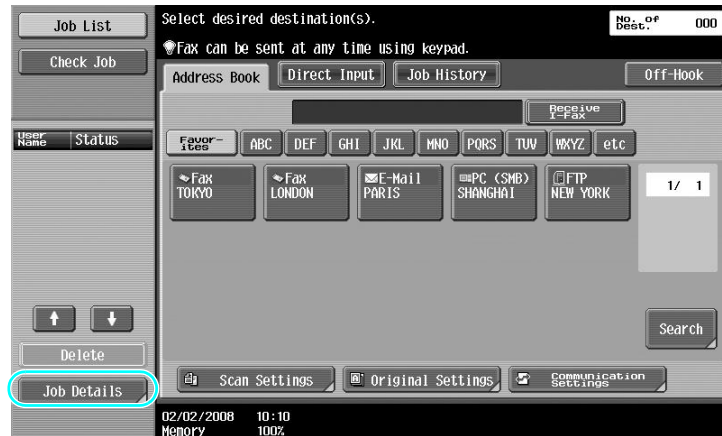 Job List
Check Job
User Name
Status
Delete
Job Details
Select desired destination(s).
No. of Dest.
000
Fax can be sent at any time using keypad.
Address Book
Direct Input
Job History
Off-Hook
Receive I-Fax
Favor-ites
ABC
DEF
GHI
JKL
MNO
PQRS
TUV
WXYZ
etc
Fax
TOKYO
Fax
LONDON
E-Mail
PARIS
PC (SMB)
SHANGHAI
FTP
NEW YORK
1/ 1
Search
Scan Settings
Original Settings
Communication Settings
02/02/2008 10:10
Memory 100%